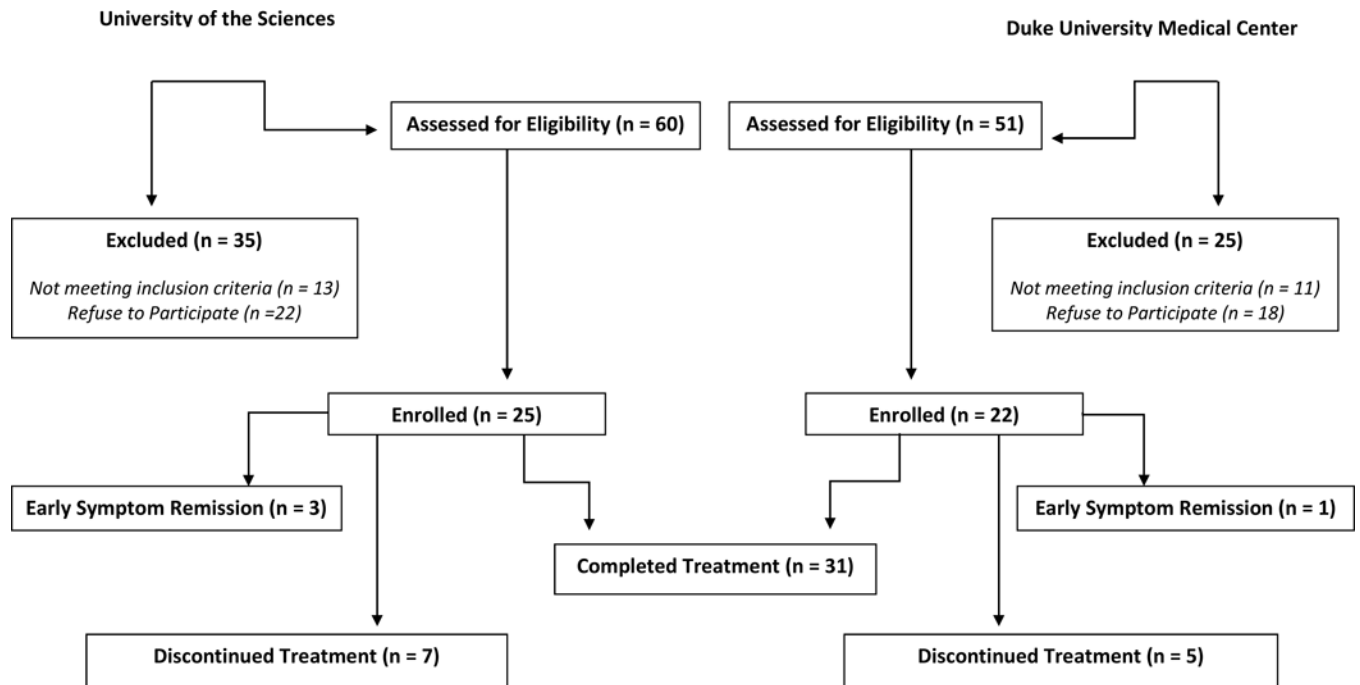 University of the Sciences
Duke University Medical Center
Assessed for Eligibility (n = 60)
Assessed for Eligibility (n = 51)
Excluded (n = 35)
Not meeting inclusion criteria (n = 13)
Refuse to Participate (n =22)
Excluded (n = 25)
Not meeting inclusion criteria (n = 11)
Refuse to Participate (n = 18)
Enrolled (n = 25)
Enrolled (n = 22)
Early Symptom Remission (n = 3)
Early Symptom Remission (n = 1)
Completed Treatment (n = 31)
Discontinued Treatment (n = 7)
Discontinued Treatment (n = 5)